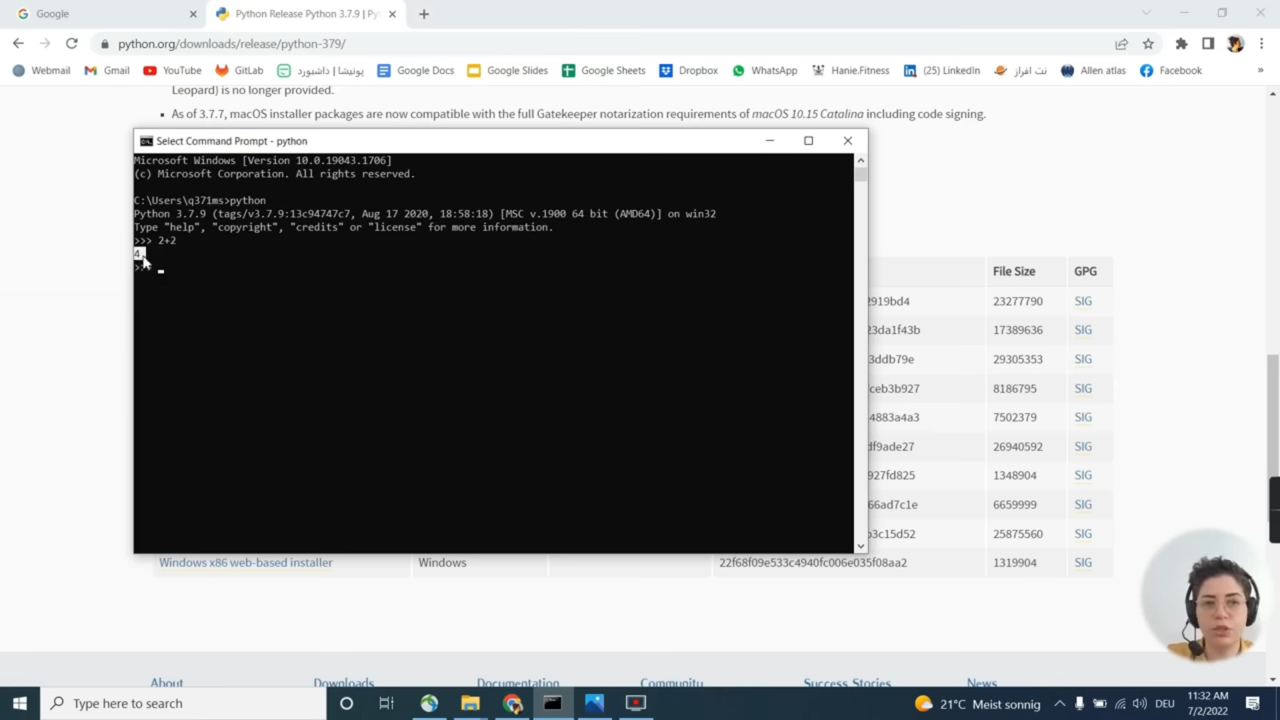 Google
Python Release Python 3.7.9 | Py
python.org/downloads/release/python-379/
Webmail
Gmail
YouTube
GitLab
پونیشا | داشبورد
Google Docs
Google Slides
Google Sheets
Dropbox
WhatsApp
Hanie.Fitness
(25) LinkedIn
نت افراز
Allen atlas
Facebook
»
Leopard) is no longer provided.
As of 3.7.7, macOS installer packages are now compatible with the full Gatekeeper notarization requirements of macOS 10.15 Catalina including code signing.
Select Command Prompt - python
Microsoft Windows [Version 10.0.19043.1706]
(c) Microsoft Corporation. All rights reserved.
C:\Users\q371ms>python
Python 3.7.9 (tags/v3.7.9:13c94747c7, Aug 17 2020, 18:58:18) [MSC v.1900 64 bit (AMD64)] on win32
Type "help", "copyright", "credits" or "license" for more information.
>>> 2+2
4
File Size GPG
2919bd4 23277790 SIG
23da1f43b 17389636 SIG
3ddb79e 29305353 SIG
ceb3b927 8186795 SIG
4883a4a3 7502379 SIG
df9ade27 26940592 SIG
927fd825 1348904 SIG
66ad7c1e 6659999 SIG
b3c15d52 25875560 SIG
Windows x86 web-based installer Windows 22f68f09e533c4940fc006e035f08aa2 1319904 SIG
About Downloads Documentation Community Success Stories News
Type here to search
21°C Meist sonnig
DEU
11:32 AM
7/2/2022